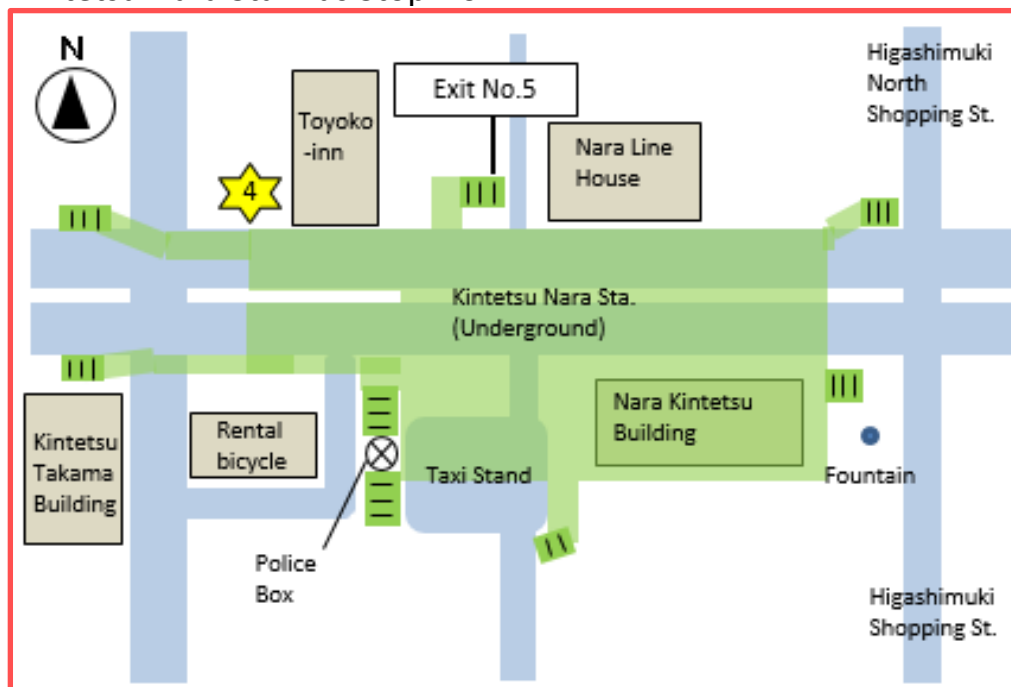 N
Higashimuki
North
Shopping St.
Exit No.5
Toyoko
-inn
Nara Line
House
4
Kintetsu Nara Sta.
(Underground)
Nara Kintetsu
Building
Kintetsu
Takama
Building
Rental
bicycle
Taxi Stand
Fountain
Police
Box
Higashimuki
Shopping St.